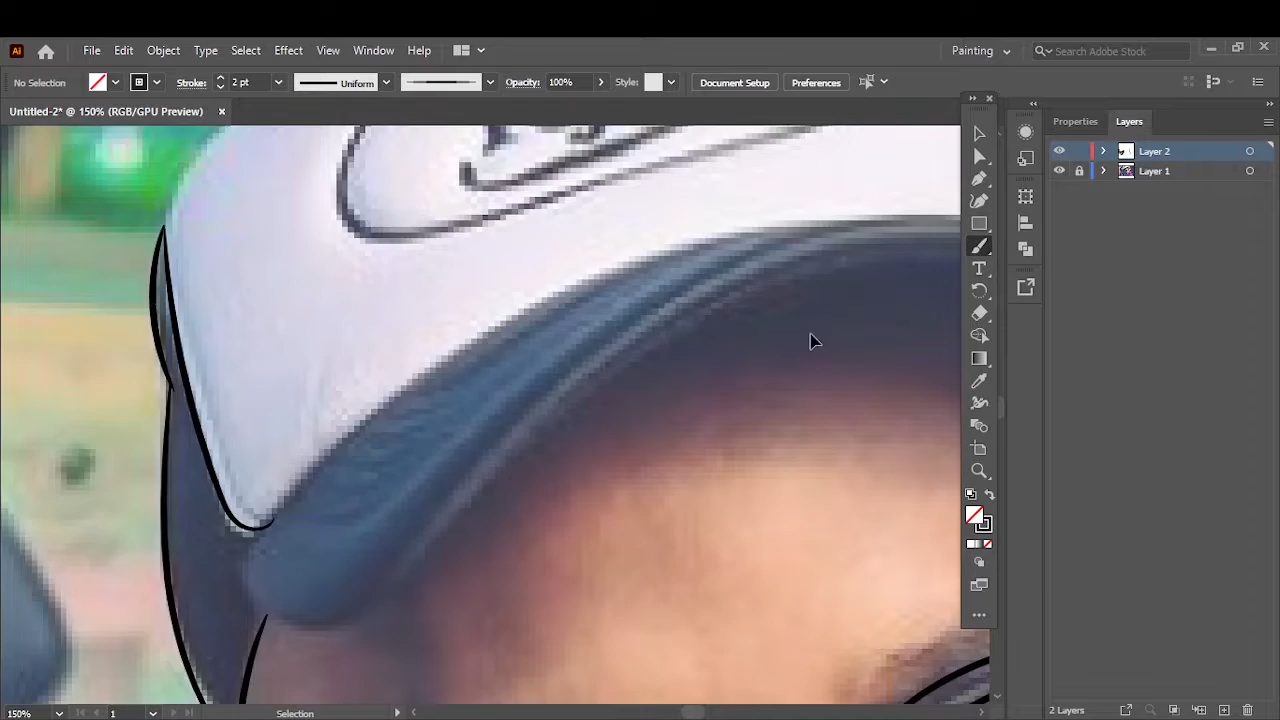 Ai File Edit Object Type Select Effect View Window Help Painting Search Adobe Stock
No Selection Stroke: 2 pt Uniform Opacity: 100% Style: Document Setup Preferences
Untitled-2* @ 150% (RGB/GPU Preview)
Properties Layers
Layer 2
Layer 1
150% 1 Selection 2 Layers